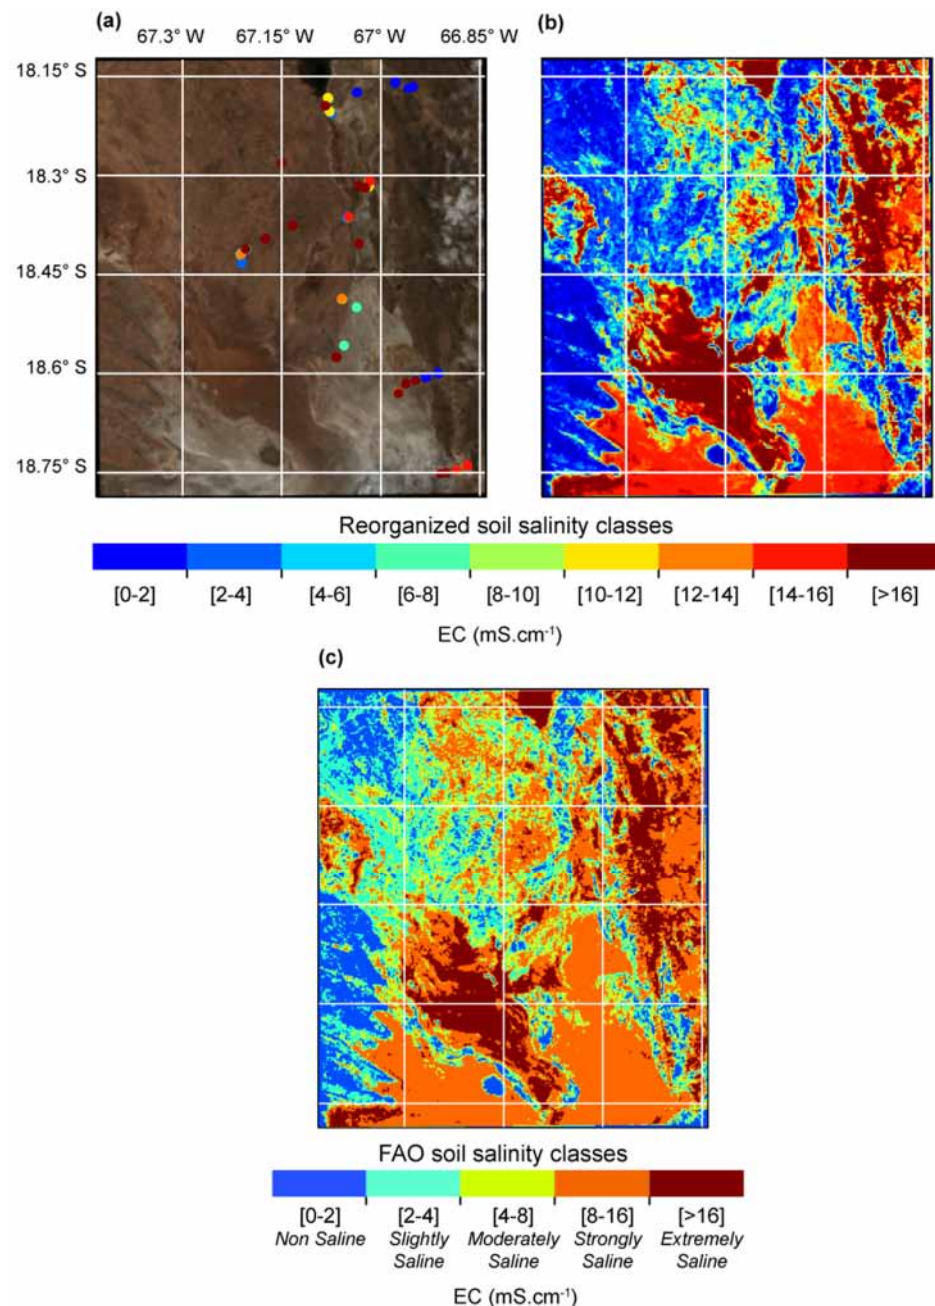 (a)
(b)
67.3° W 67.15° W 67° W 66.85° W
18.15° S
18.3° S
18.45° S
18.6° S
18.75° S
Reorganized soil salinity classes
[0-2] [2-4] [4-6] [6-8] [8-10] [10-12] [12-14] [14-16] [>16]
EC (mS.cm-1)
(c)
FAO soil salinity classes
[0-2] [2-4] [4-8] [8-16] [>16]
Non Saline Slightly Moderately Strongly Extremely
Saline Saline Saline Saline
EC (mS.cm-1)